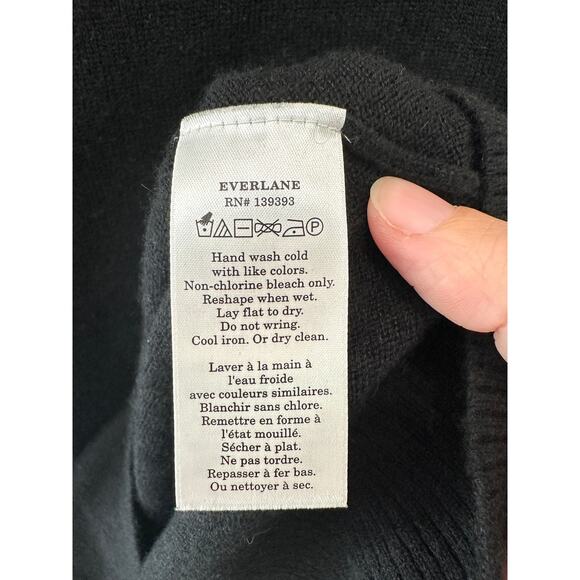 EVERLANE
RN# 139393
Hand wash cold
with like colors.
Non-chlorine bleach only.
Reshape when wet.
Lay flat to dry.
Do not wring.
Cool iron. Or dry clean.
Laver à la main à
l'eau froide
avec couleurs similaires.
Blanchir sans chlore.
Remettre en forme à
l'état mouillé.
Sécher à plat.
Ne pas tordre.
Repasser à fer bas.
Ou nettoyer à sec.